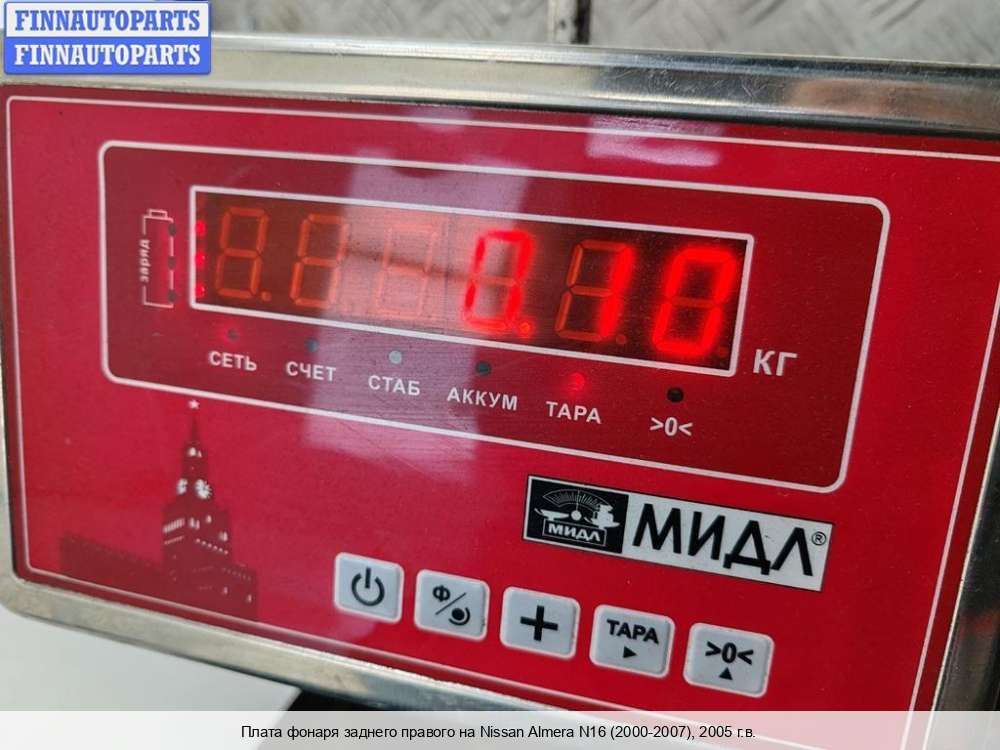 FINNAUTOPARTS
FINNAUTOPARTS
заряд
0.10
КГ
СЕТЬ СЧЕТ СТАБ АККУМ ТАРА >0<
МИДЛ МИДЛ®
Ф
ТАРА >0<
Плата фонаря заднего правого на Nissan Almera N16 (2000-2007), 2005 г.в.